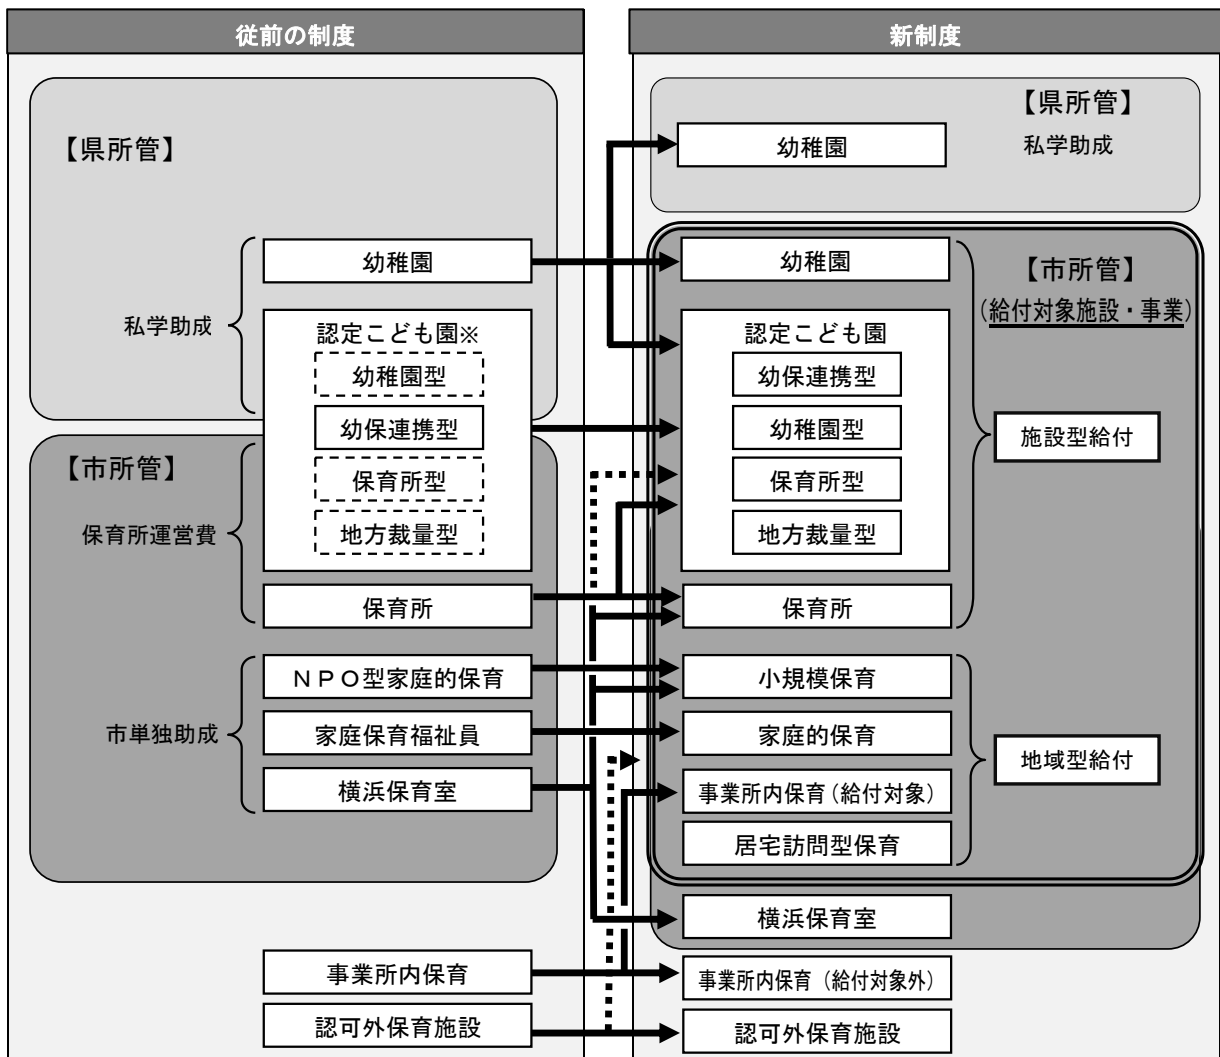 従前の制度
【県所管】
私学助成
幼稚園
認定こども園※
幼稚園型
幼保連携型
保育所型
地方裁量型
【市所管】
保育所運営費
保育所
市単独助成
ＮＰＯ型家庭的保育
家庭保育福祉員
横浜保育室
事業所内保育
認可外保育施設
新制度
【県所管】
私学助成
幼稚園
【市所管】
(給付対象施設・事業)
幼稚園
認定こども園
幼保連携型
幼稚園型
保育所型
地方裁量型
保育所
施設型給付
小規模保育
家庭的保育
事業所内保育（給付対象）
居宅訪問型保育
地域型給付
横浜保育室
事業所内保育（給付対象外）
認可外保育施設